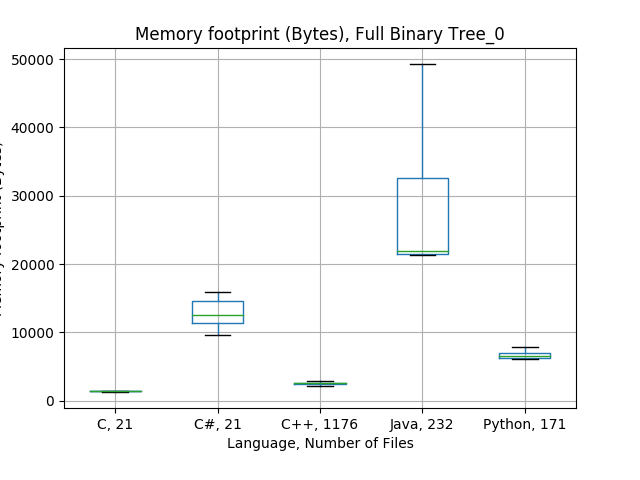 Memory footprint (Bytes), Full Binary Tree_0
50000
40000
30000
20000
10000
0
C, 21 C#, 21 C++, 1176 Java, 232 Python, 171
Language, Number of Files